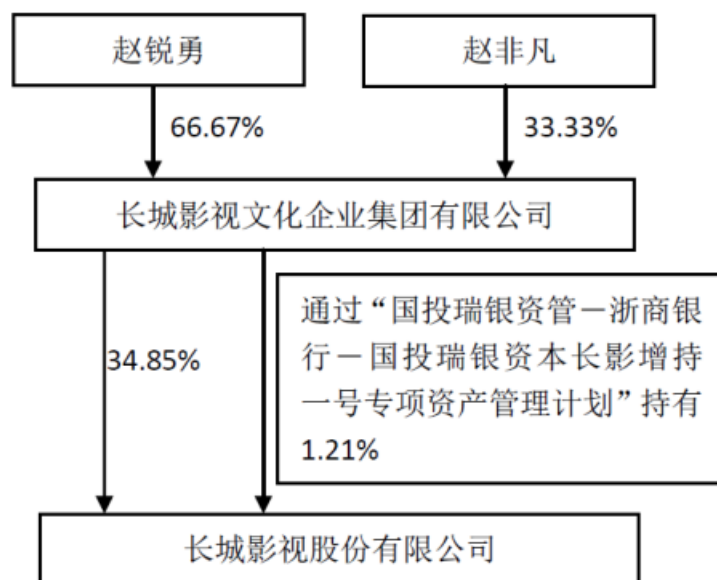 赵锐勇
赵非凡
66.67%
33.33%
长城影视文化企业集团有限公司
34.85%
通过“国投瑞银资管－浙商银
行－国投瑞银资本长影增持
一号专项资产管理计划”持有
1.21%
长城影视股份有限公司